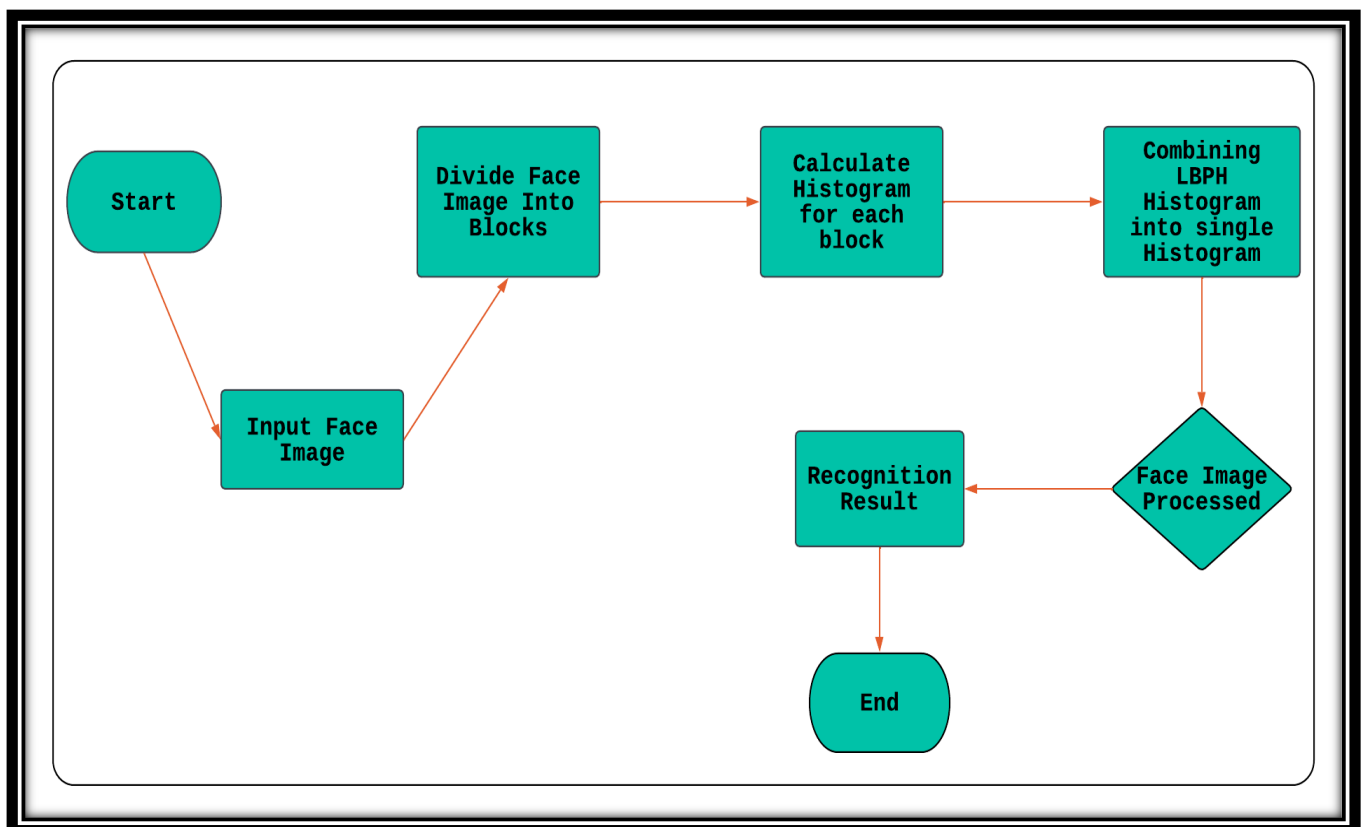 Start
Input Face
Image
Divide Face
Image Into
Blocks
Calculate
Histogram
for each
block
Combining
LBPH
Histogram
into single
Histogram
Face Image
Processed
Recognition
Result
End